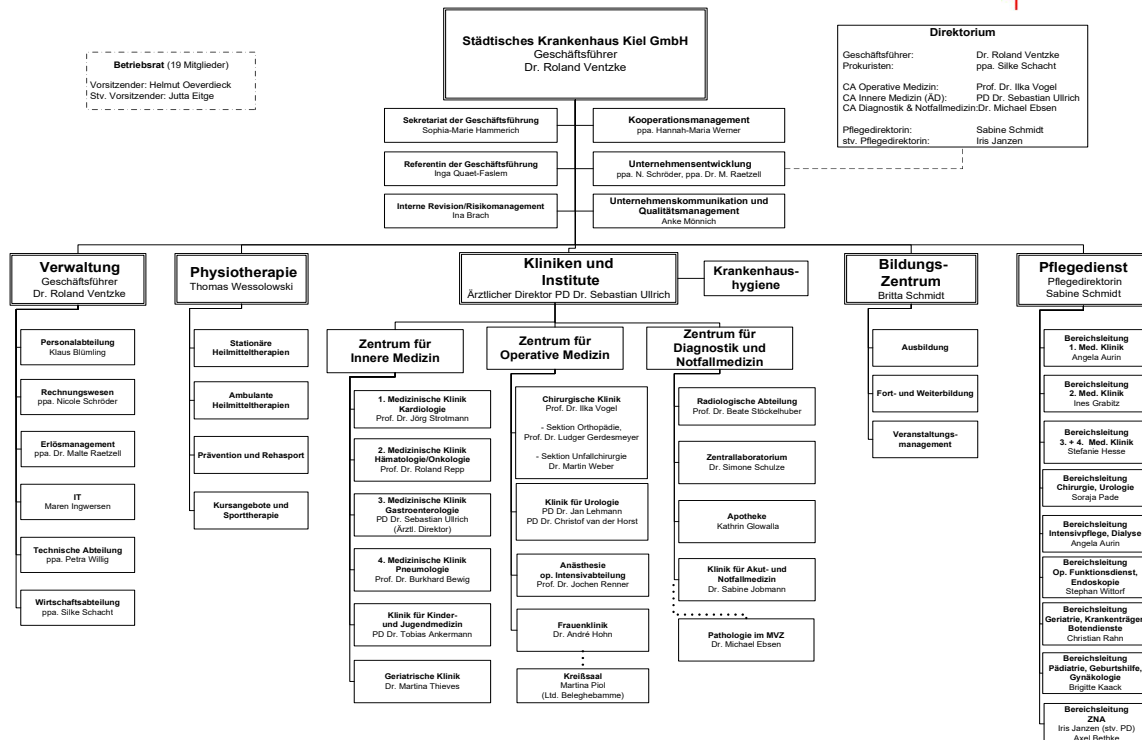 Städtisches Krankenhaus Kiel GmbH
Geschäftsführer
Dr. Roland Ventzke
Betriebsrat (19 Mitglieder)
Vorsitzender: Helmut Oeverdieck
Stv. Vorsitzender: Jutta Eitge
Direktorium
Geschäftsführer: Dr. Roland Ventzke
Prokuristen: ppa. Silke Schacht
CA Operative Medizin: Prof. Dr. Ilka Vogel
CA Innere Medizin (ÄD): PD Dr. Sebastian Ullrich
CA Diagnostik & Notfallmedizin: Dr. Michael Ebsen
Pflegedirektorin: Sabine Schmidt
stv. Pflegedirektorin: Iris Janzen
Sekretariat der Geschäftsführung
Sophia-Marie Hammerich
Kooperationsmanagement
ppa. Hannah-Maria Werner
Referentin der Geschäftsführung
Inga Quaet-Faslem
Unternehmensentwicklung
ppa. N. Schröder, ppa. Dr. M. Raetzell
Interne Revision/Risikomanagement
Ina Brach
Unternehmenskommunikation und
Qualitätsmanagement
Anke Mönnich
Verwaltung
Geschäftsführer
Dr. Roland Ventzke
Personalabteilung
Klaus Blümling
Rechnungswesen
ppa. Nicole Schröder
Erlösmanagement
ppa. Dr. Malte Raetzell
IT
Maren Ingwersen
Technische Abteilung
ppa. Petra Willig
Wirtschaftsabteilung
ppa. Silke Schacht
Physiotherapie
Thomas Wessolowski
Stationäre
Heilmitteltherapien
Ambulante
Heilmitteltherapien
Prävention und Rehasport
Kursangebote und
Sporttherapie
Kliniken und
Institute
Ärztlicher Direktor PD Dr. Sebastian Ullrich
Krankenhaus-
hygiene
Zentrum für
Innere Medizin
1. Medizinische Klinik
Kardiologie
Prof. Dr. Jörg Strotmann
2. Medizinische Klinik
Hämatologie/Onkologie
Prof. Dr. Roland Repp
3. Medizinische Klinik
Gastroenterologie
PD Dr. Sebastian Ullrich
(Ärztl. Direktor)
4. Medizinische Klinik
Pneumologie
Prof. Dr. Burkhard Bewig
Klinik für Kinder-
und Jugendmedizin
PD Dr. Tobias Ankermann
Geriatrische Klinik
Dr. Martina Thieves
Zentrum für
Operative Medizin
Chirurgische Klinik
Prof. Dr. Ilka Vogel
- Sektion Orthopädie,
Prof. Dr. Ludger Gerdesmeyer
- Sektion Unfallchirurgie
Dr. Martin Weber
Klinik für Urologie
PD Dr. Jan Lehmann
PD Dr. Christof van der Horst
Anästhesie
op. Intensivabteilung
Prof. Dr. Jochen Renner
Frauenklinik
Dr. André Hohn
Kreißsaal
Martina Piol
(Ltd. Beleghebamme)
Zentrum für
Diagnostik und
Notfallmedizin
Radiologische Abteilung
Prof. Dr. Beate Stöckelhuber
Zentrallaboratorium
Dr. Simone Schulze
Apotheke
Kathrin Glowalla
Klinik für Akut- und
Notfallmedizin
Dr. Sabine Jobmann
Pathologie im MVZ
Dr. Michael Ebsen
Bildungs-
Zentrum
Britta Schmidt
Ausbildung
Fort- und Weiterbildung
Veranstaltungs-
management
Pflegedienst
Pflegedirektorin
Sabine Schmidt
Bereichsleitung
1. Med. Klinik
Angela Aurin
Bereichsleitung
2. Med. Klinik
Ines Grabitz
Bereichsleitung
3. + 4. Med. Klinik
Stefanie Hesse
Bereichsleitung
Chirurgie, Urologie
Soraja Pade
Bereichsleitung
Intensivpflege, Dialyse
Angela Aurin
Bereichsleitung
Op. Funktionsdienst,
Endoskopie
Stephan Wittorf
Bereichsleitung
Geriatrie, Krankenträger
Botendienste
Christian Rahn
Bereichsleitung
Pädiatrie, Geburtshilfe,
Gynäkologie
Brigitte Kaack
Bereichsleitung
ZNA
Iris Janzen (stv. PD)
Axel Bethke